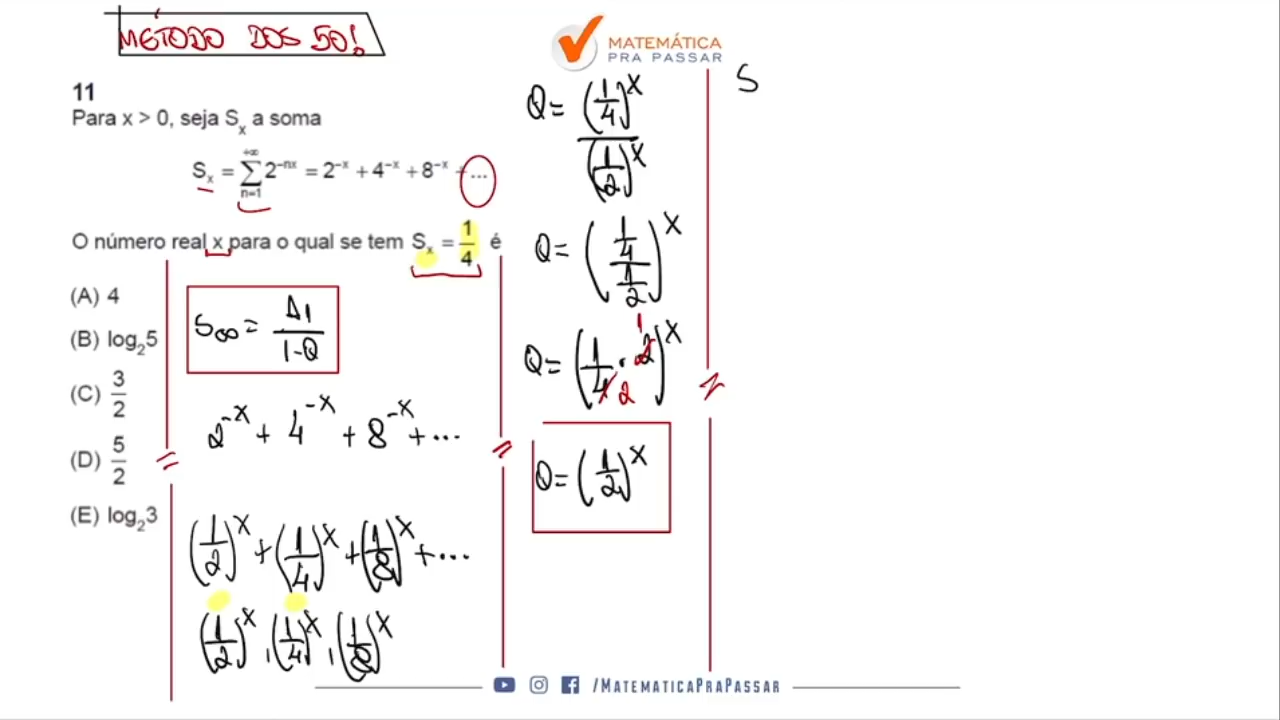 MÉTODO DOS 50!
MATEMÁTICA
PRA PASSAR
11
Para x > 0, seja Sₓ a soma
Sₓ = ∑ₙ₌₁⁺∞ 2⁻ⁿˣ = 2⁻ˣ + 4⁻ˣ + 8⁻ˣ + ...
O número real x para o qual se tem Sₓ = 1/4 é
(A) 4
(B) log₂5
(C) 3/2
(D) 5/2
(E) log₂3
S∞ = A1/(1-Q)
2⁻ˣ + 4⁻ˣ + 8⁻ˣ + ...
(1/2)ˣ + (1/4)ˣ + (1/8)ˣ + ...
(1/2)ˣ, (1/4)ˣ, (1/8)ˣ
Q = (1/4)ˣ/(1/2)ˣ
Q = ((1/4)/(1/2))ˣ
Q = (1/4 · 2)ˣ
1
2
Q = (1/2)ˣ
S
/MATEMATICAPRAPASSAR